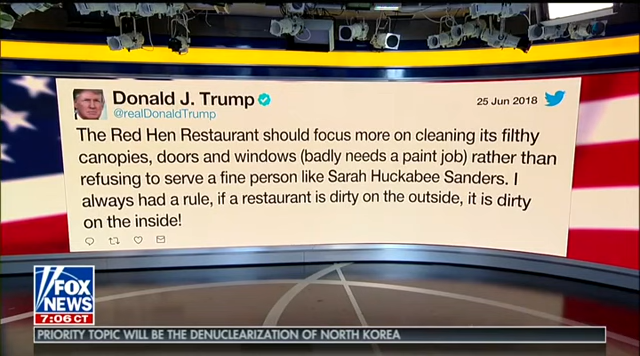 Donald J. Trump
@realDonaldTrump
25 Jun 2018
The Red Hen Restaurant should focus more on cleaning its filthy
canopies, doors and windows (badly needs a paint job) rather than
refusing to serve a fine person like Sarah Huckabee Sanders. I
always had a rule, if a restaurant is dirty on the outside, it is dirty
on the inside!
FOX
NEWS
7:06 CT
PRIORITY TOPIC WILL BE THE DENUCLEARIZATION OF NORTH KOREA